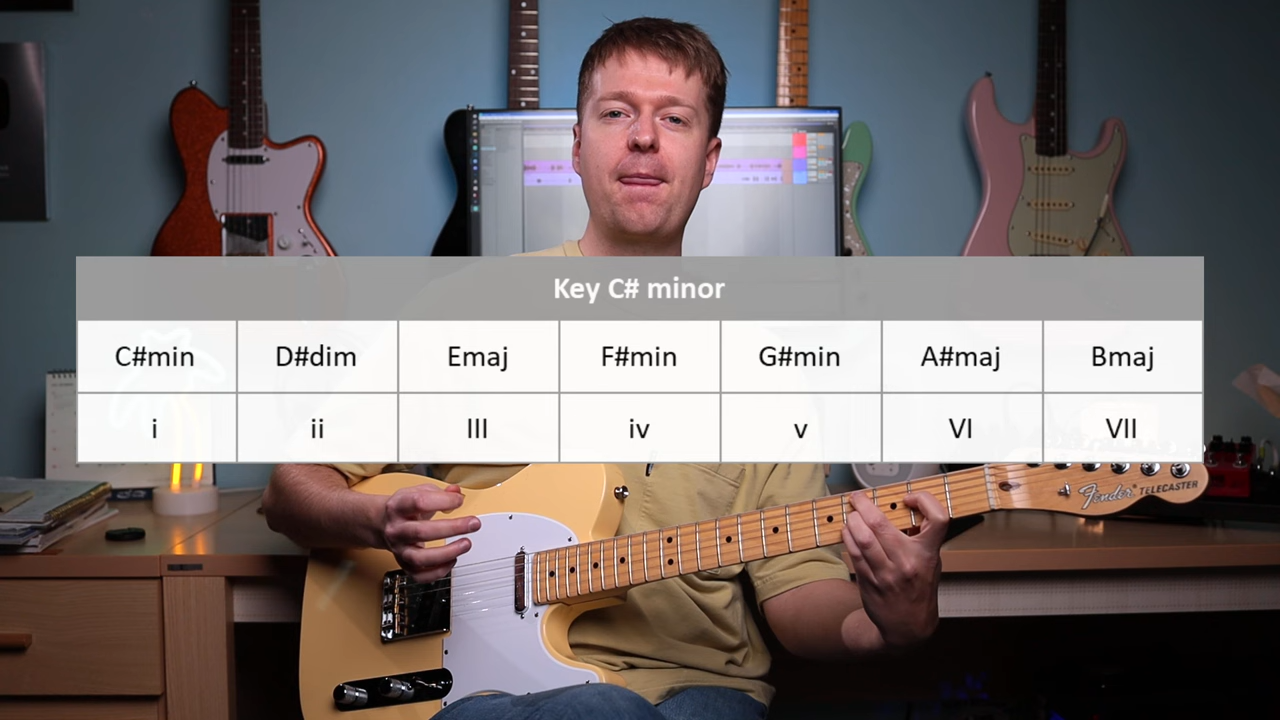 Key C# minor
C#min D#dim Emaj F#min G#min A#maj Bmaj
i ii III iv v VI VII
Fender TELECASTER